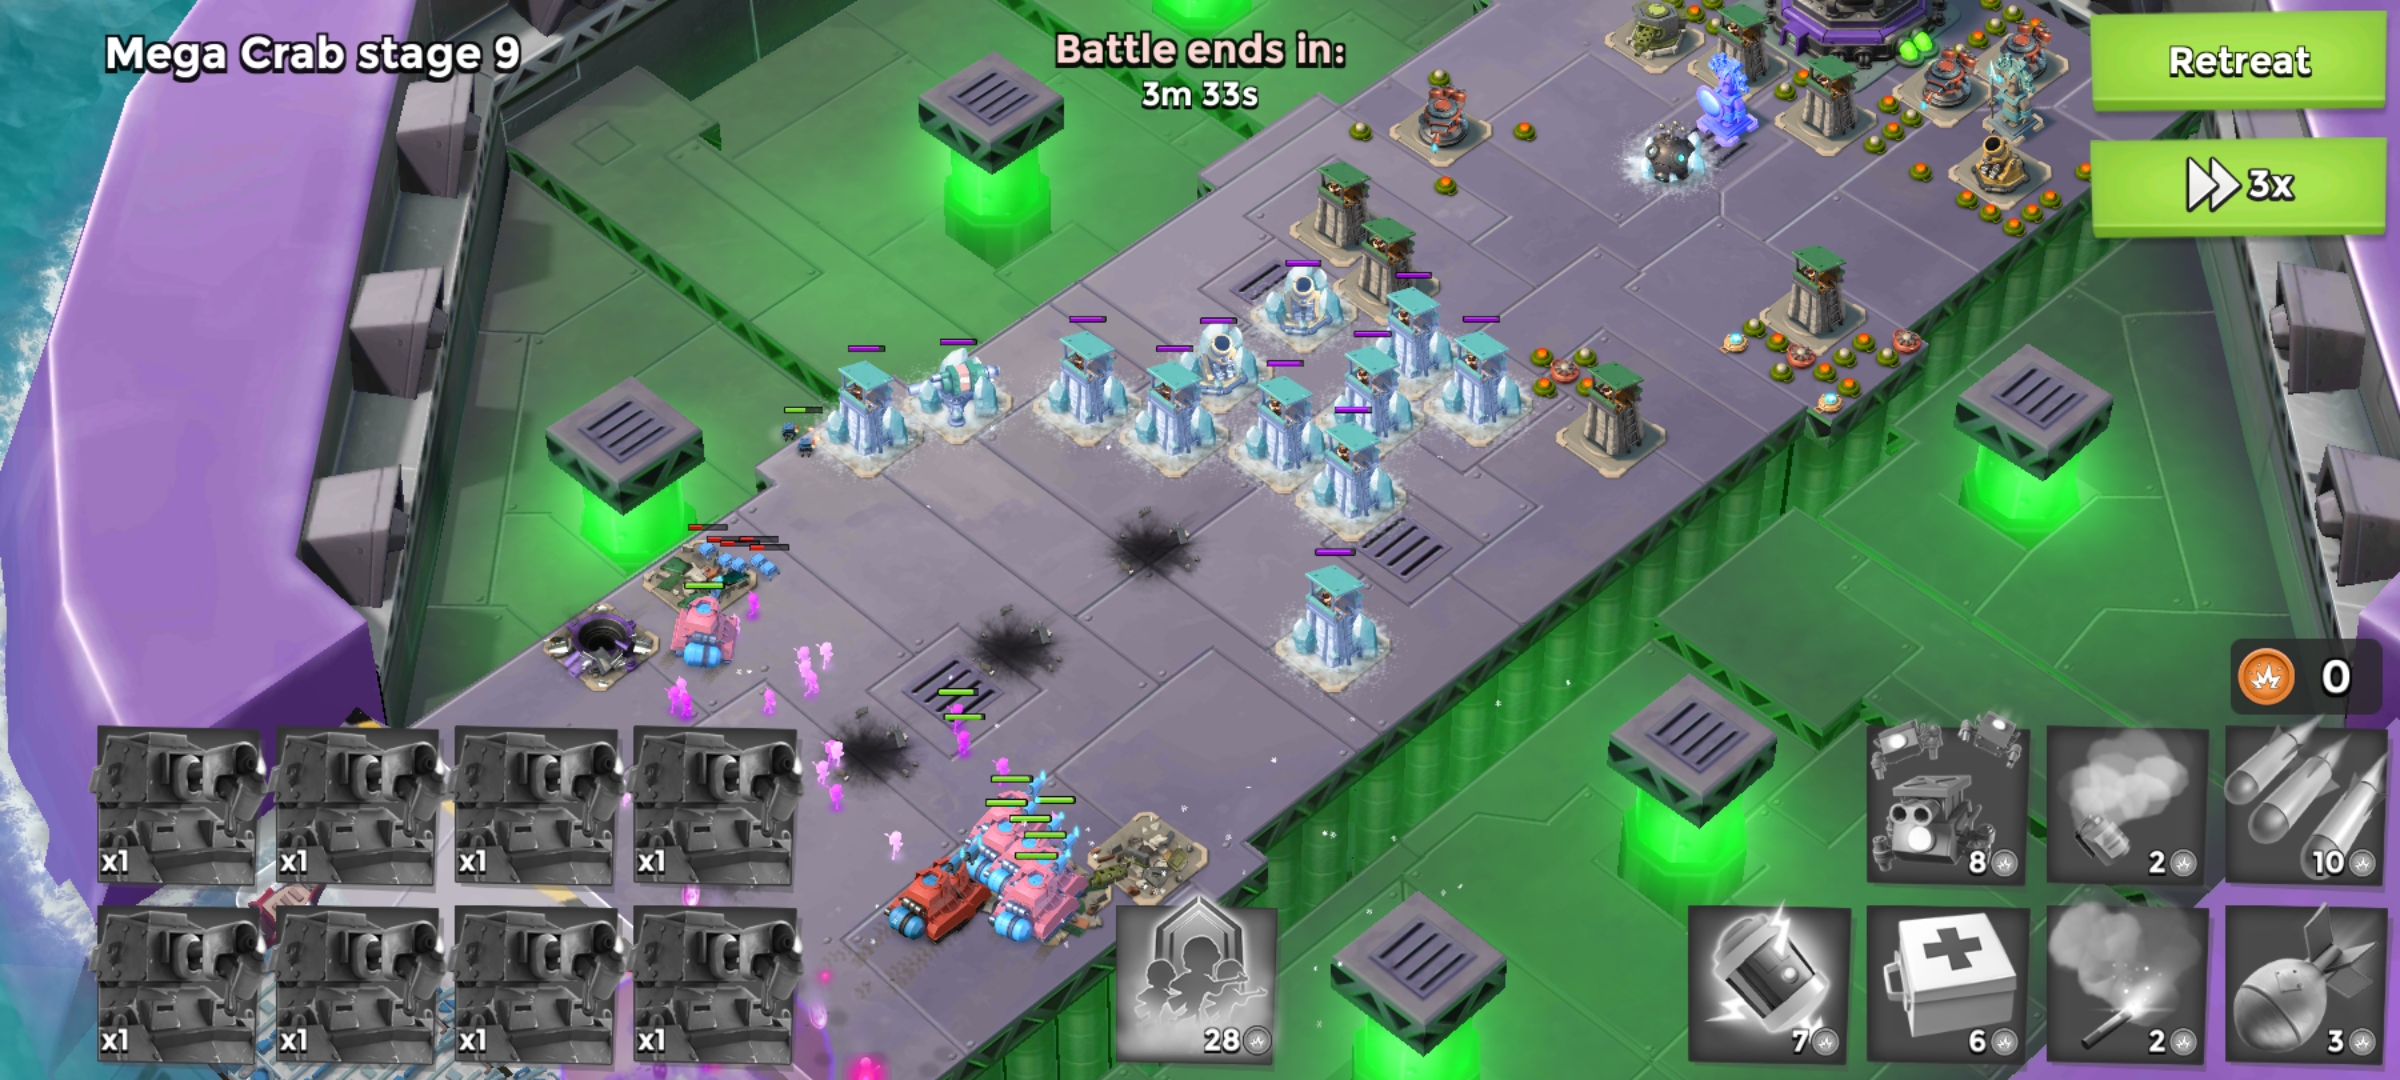 Mega Crab stage 9
Battle ends in:
3m 33s
Retreat
3x
0
x1
x1
x1
x1
8
2
10
x1
x1
x1
x1
28
7
6
2
3